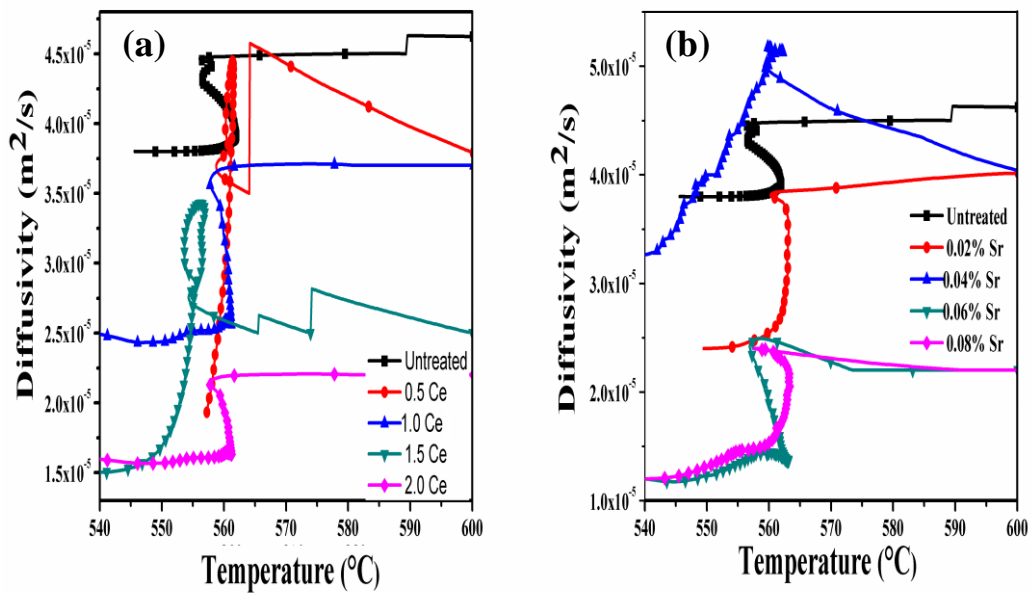 (a)
Diffusivity (m²/s)
4.5x10⁻⁵
4.0x10⁻⁵
3.5x10⁻⁵
3.0x10⁻⁵
2.5x10⁻⁵
2.0x10⁻⁵
1.5x10⁻⁵
Untreated
0.5 Ce
1.0 Ce
1.5 Ce
2.0 Ce
540 550 560 570 580 590 600
Temperature (°C)
(b)
Diffusivity (m²/s)
5.0x10⁻⁵
4.0x10⁻⁵
3.0x10⁻⁵
2.0x10⁻⁵
1.0x10⁻⁵
Untreated
0.02% Sr
0.04% Sr
0.06% Sr
0.08% Sr
540 550 560 570 580 590 600
Temperature (°C)